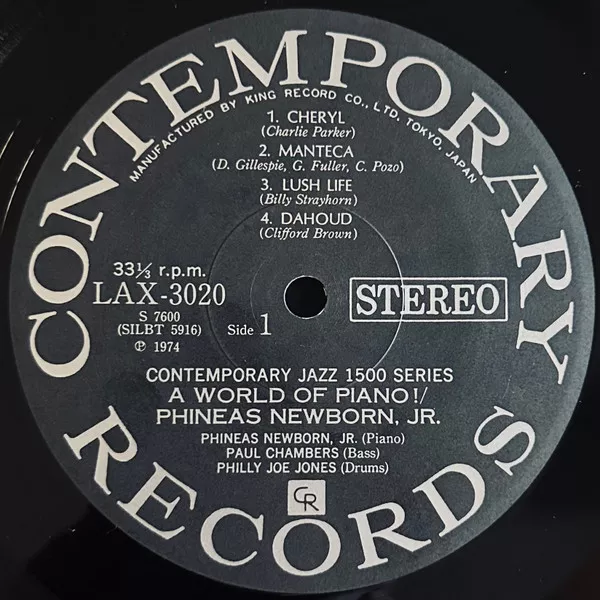 CONTEMPORARY
MANUFACTURED BY KING RECORD CO., LTD. TOKYO, JAPAN
1. CHERYL
(Charlie Parker)
2. MANTECA
(D. Gillespie, G. Fuller, C. Pozo)
3. LUSH LIFE
(Billy Strayhorn)
4. DAHOUD
(Clifford Brown)
33⅓ r.p.m.
LAX-3020
STEREO
S 7600
(SILBT 5916)
Side 1
℗ 1974
CONTEMPORARY JAZZ 1500 SERIES
A WORLD OF PIANO!/
PHINEAS NEWBORN, JR.
PHINEAS NEWBORN, JR. (Piano)
PAUL CHAMBERS (Bass)
PHILLY JOE JONES (Drums)
CR
RECORDS